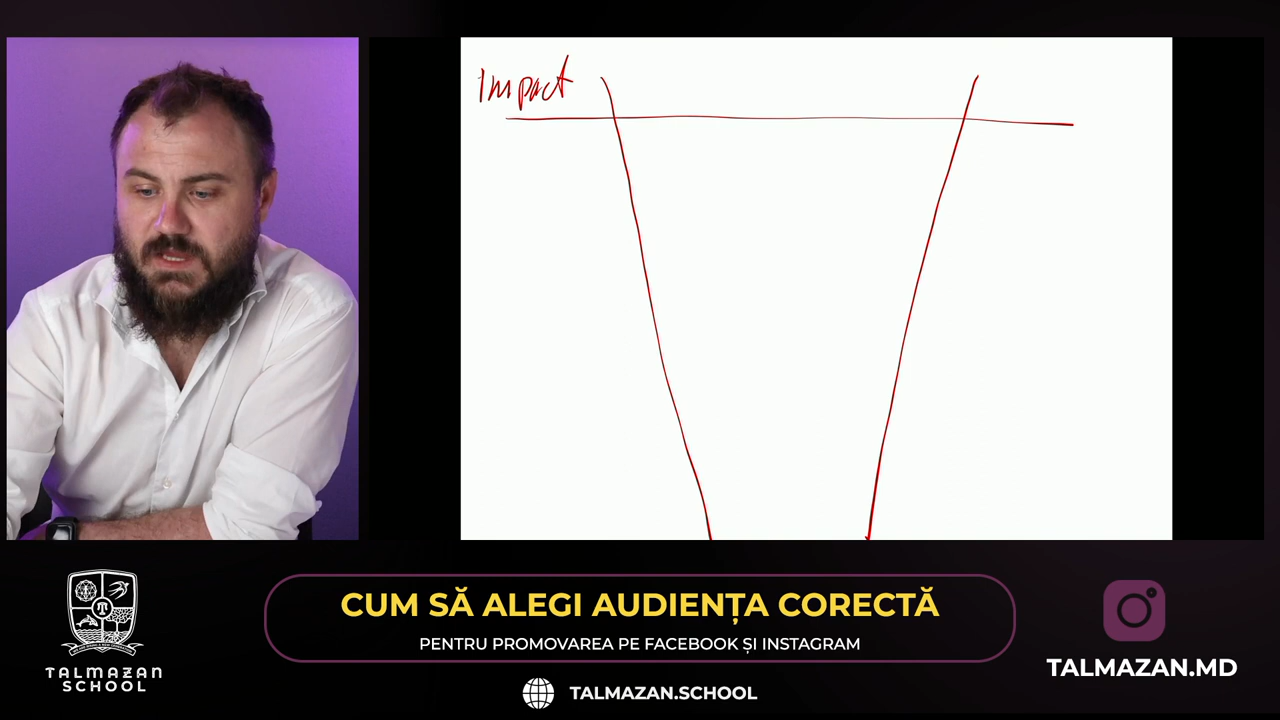 Impact
CUM SĂ ALEGI AUDIENȚA CORECTĂ
PENTRU PROMOVAREA PE FACEBOOK ȘI INSTAGRAM
TALMAZAN
SCHOOL
TALMAZAN.SCHOOL
TALMAZAN.MD